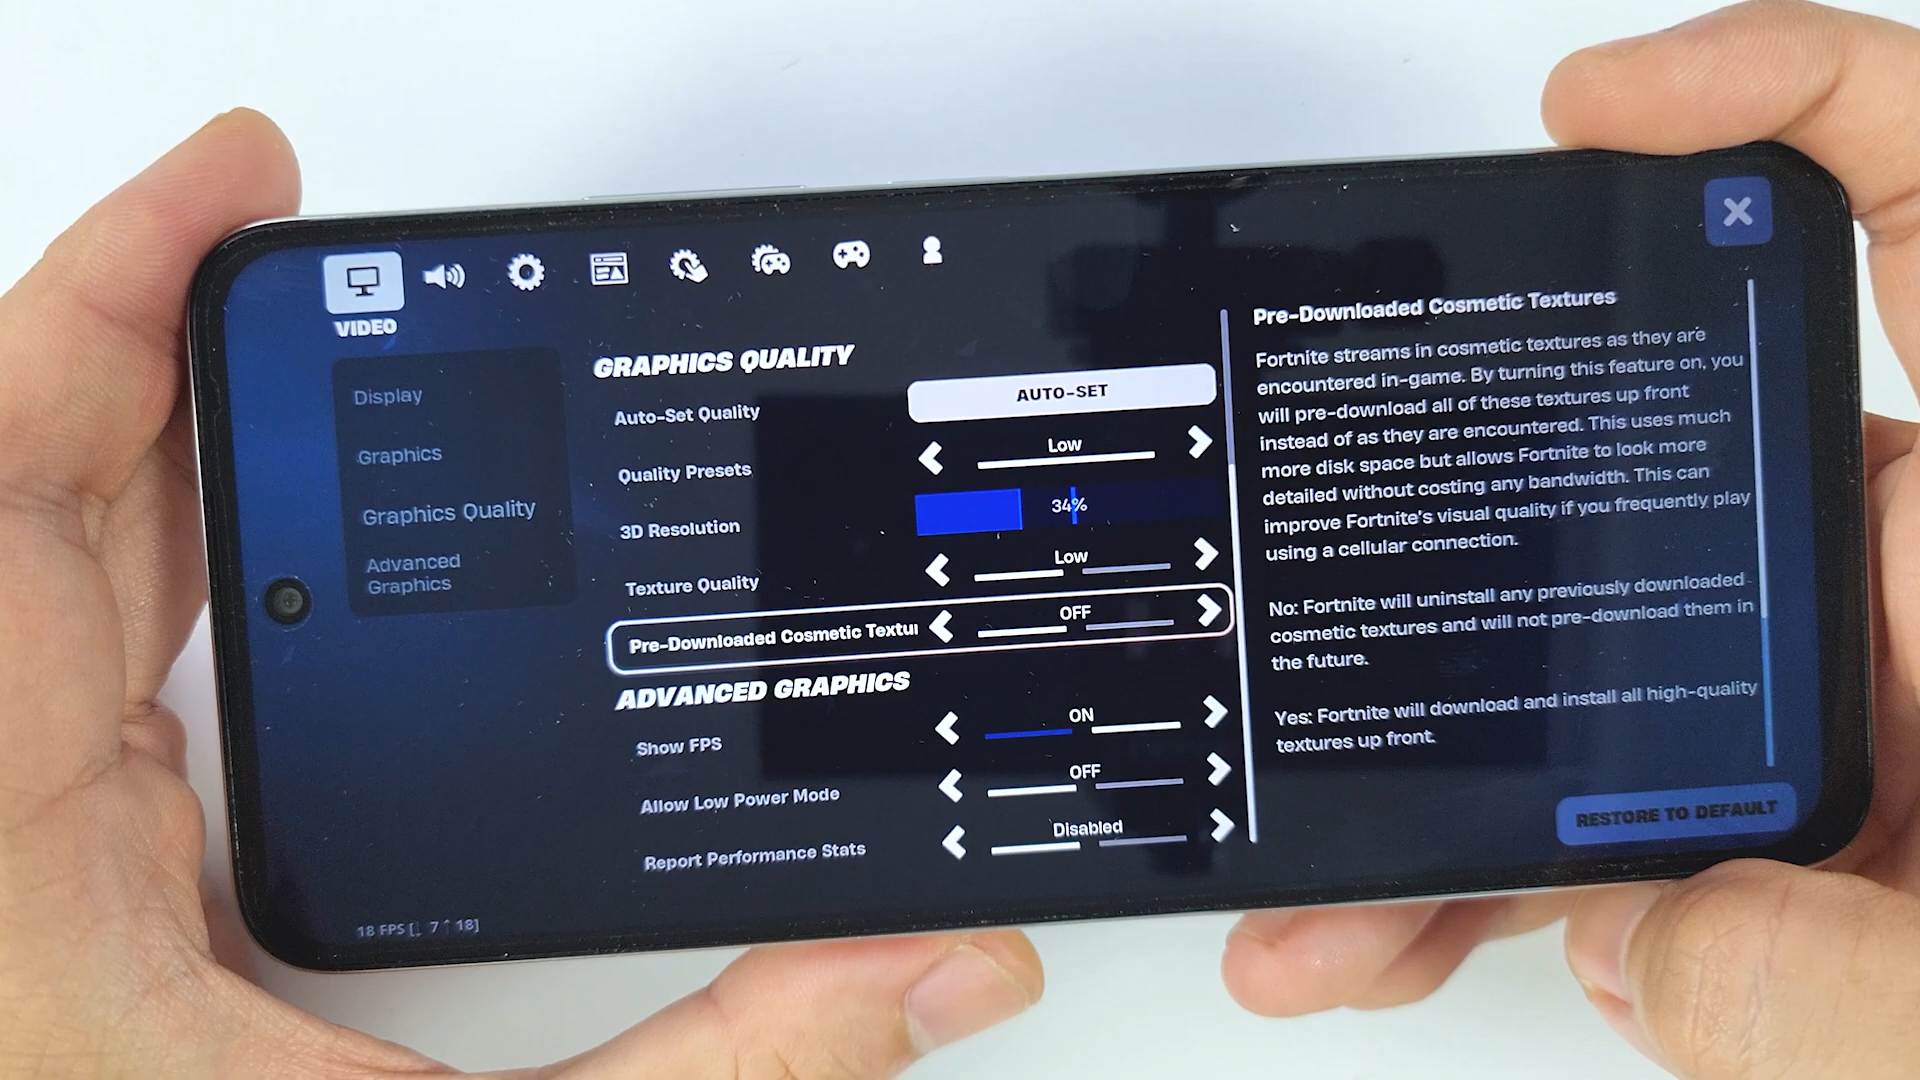 VIDEO
Display
Graphics
Graphics Quality
Advanced
Graphics
GRAPHICS QUALITY
Auto-Set Quality
AUTO-SET
Quality Presets
Low
3D Resolution
34%
Texture Quality
Low
Pre-Downloaded Cosmetic Textu
OFF
ADVANCED GRAPHICS
Show FPS
ON
Allow Low Power Mode
OFF
Report Performance Stats
Disabled
Pre-Downloaded Cosmetic Textures
Fortnite streams in cosmetic textures as they are
encountered in-game. By turning this feature on, you
will pre-download all of these textures up front
instead of as they are encountered. This uses much
more disk space but allows Fortnite to look more
detailed without costing any bandwidth. This can
improve Fortnite's visual quality if you frequently play
using a cellular connection.
No: Fortnite will uninstall any previously downloaded
cosmetic textures and will not pre-download them in
the future.
Yes: Fortnite will download and install all high-quality
textures up front.
RESTORE TO DEFAULT
18 FPS [↓ 7 ↑ 18]